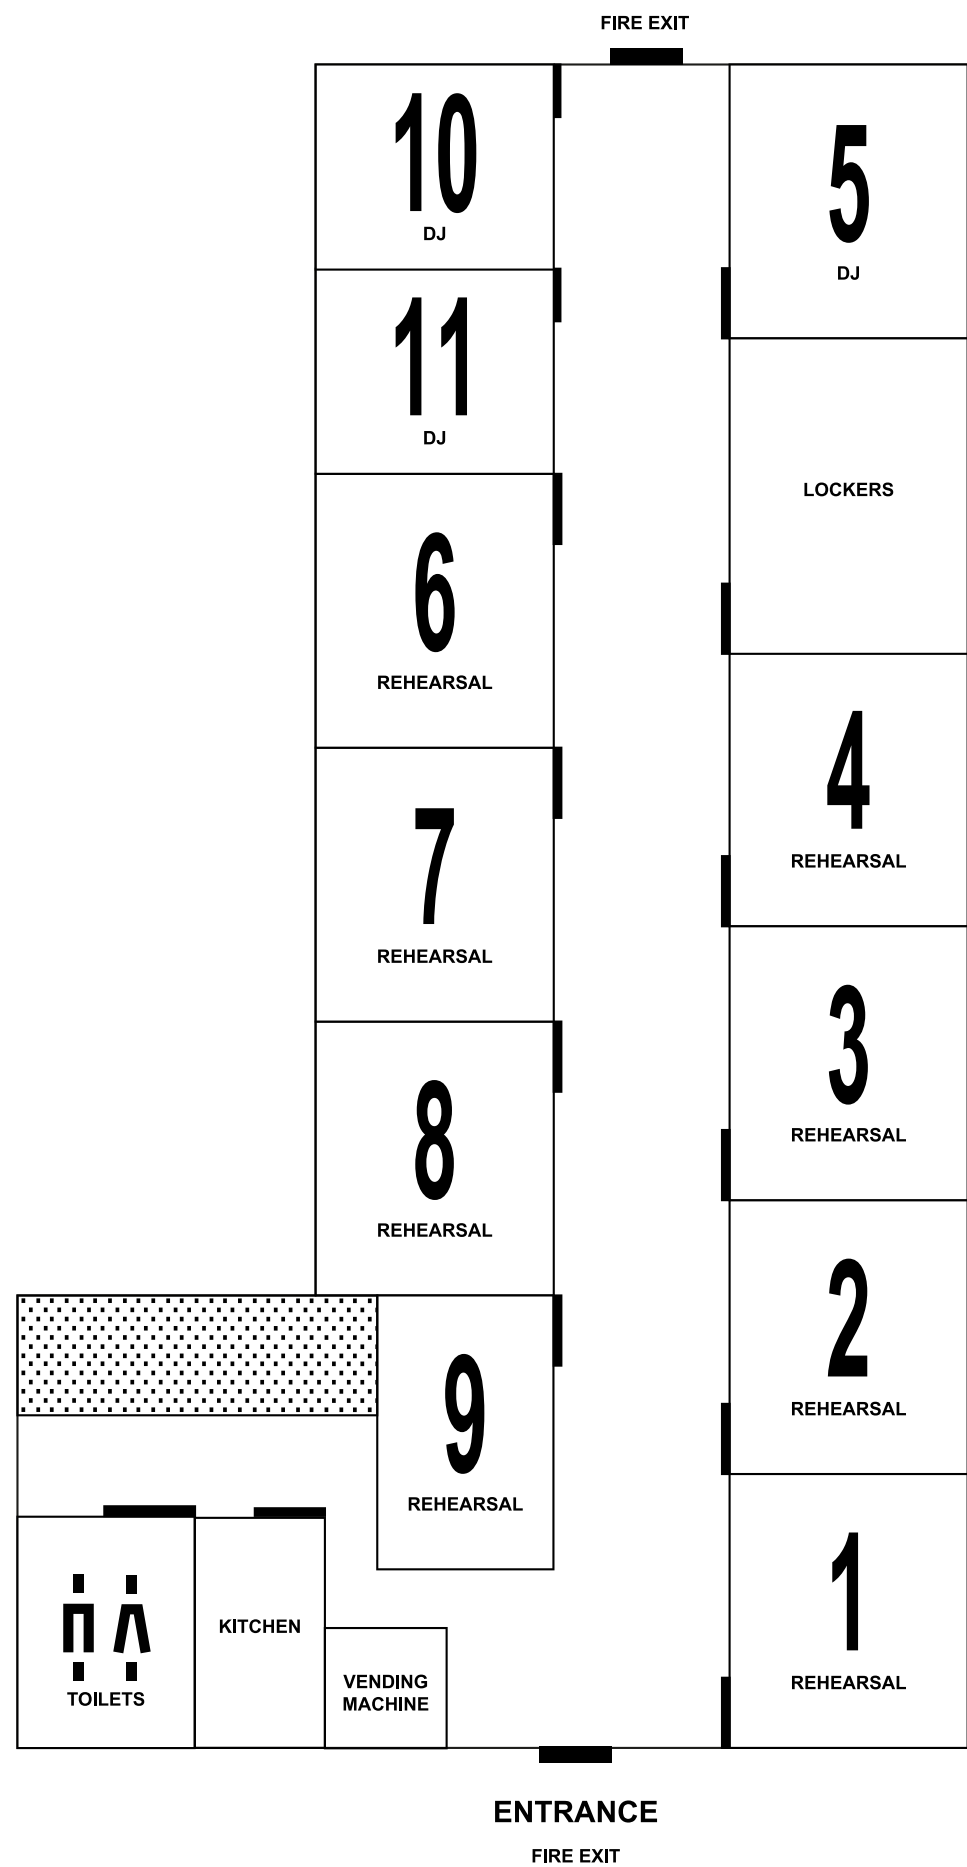 FIRE EXIT
10
DJ
5
DJ
11
DJ
LOCKERS
6
REHEARSAL
4
REHEARSAL
7
REHEARSAL
3
REHEARSAL
8
REHEARSAL
2
REHEARSAL
9
REHEARSAL
1
REHEARSAL
TOILETS
KITCHEN
VENDING
MACHINE
ENTRANCE
FIRE EXIT